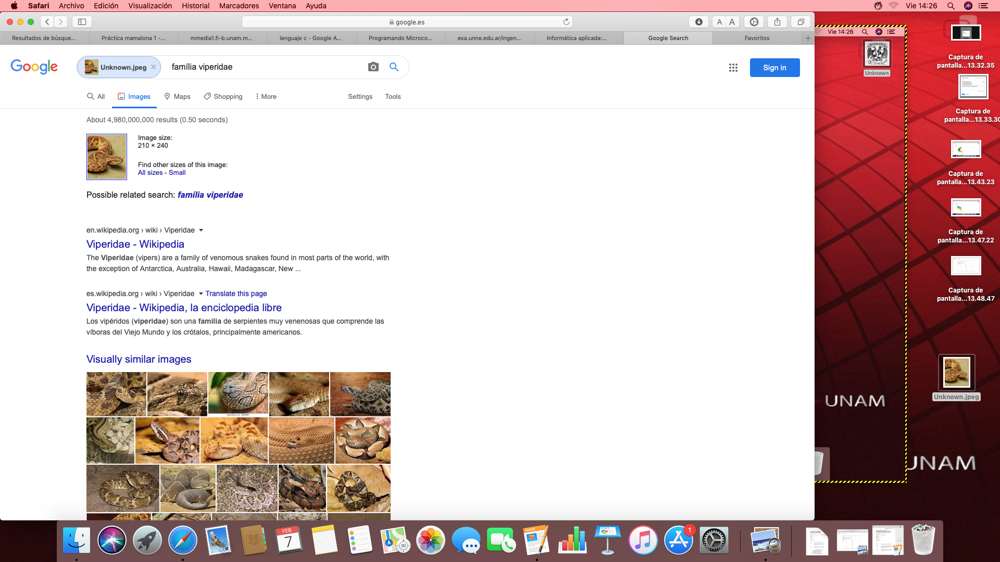 Safari Archivo Edición Visualización Historial Marcadores Ventana Ayuda
Vie 14:26
google.es
A A
Resultados de búsque...
Práctica mamalona 1 -...
mmedia1.fi-b.unam.m...
lenguaje c - Google A...
Programando Microco...
exa.unne.edu.ar/ingen...
Informática aplicada:...
Google Search
Favoritos
Google
Unknown.jpeg
família viperidae
Sign in
All
Images
Maps
Shopping
More
Settings
Tools
About 4,980,000,000 results (0.50 seconds)
Image size:
210 × 240
Find other sizes of this image:
All sizes - Small
Possible related search: família viperidae
en.wikipedia.org › wiki › Viperidae
Viperidae - Wikipedia
The Viperidae (vipers) are a family of venomous snakes found in most parts of the world, with
the exception of Antarctica, Australia, Hawaii, Madagascar, New ...
es.wikipedia.org › wiki › Viperidae
Translate this page
Viperidae - Wikipedia, la enciclopedia libre
Los vipéridos (viperidae) son una familia de serpientes muy venenosas que comprende las
víboras del Viejo Mundo y los crótalos, principalmente americanos.
Visually similar images
Vie 14:26
Unknown
UNAM
Captura de
pantalla...13.32.35
Captura de
pantalla...13.33.30
Captura de
pantalla...13.43.23
Captura de
pantalla...13.47.22
Captura de
pantalla...13.48.47
Unknown.jpeg
UNAM
FEB
7
3D
PAGES
1
DOC